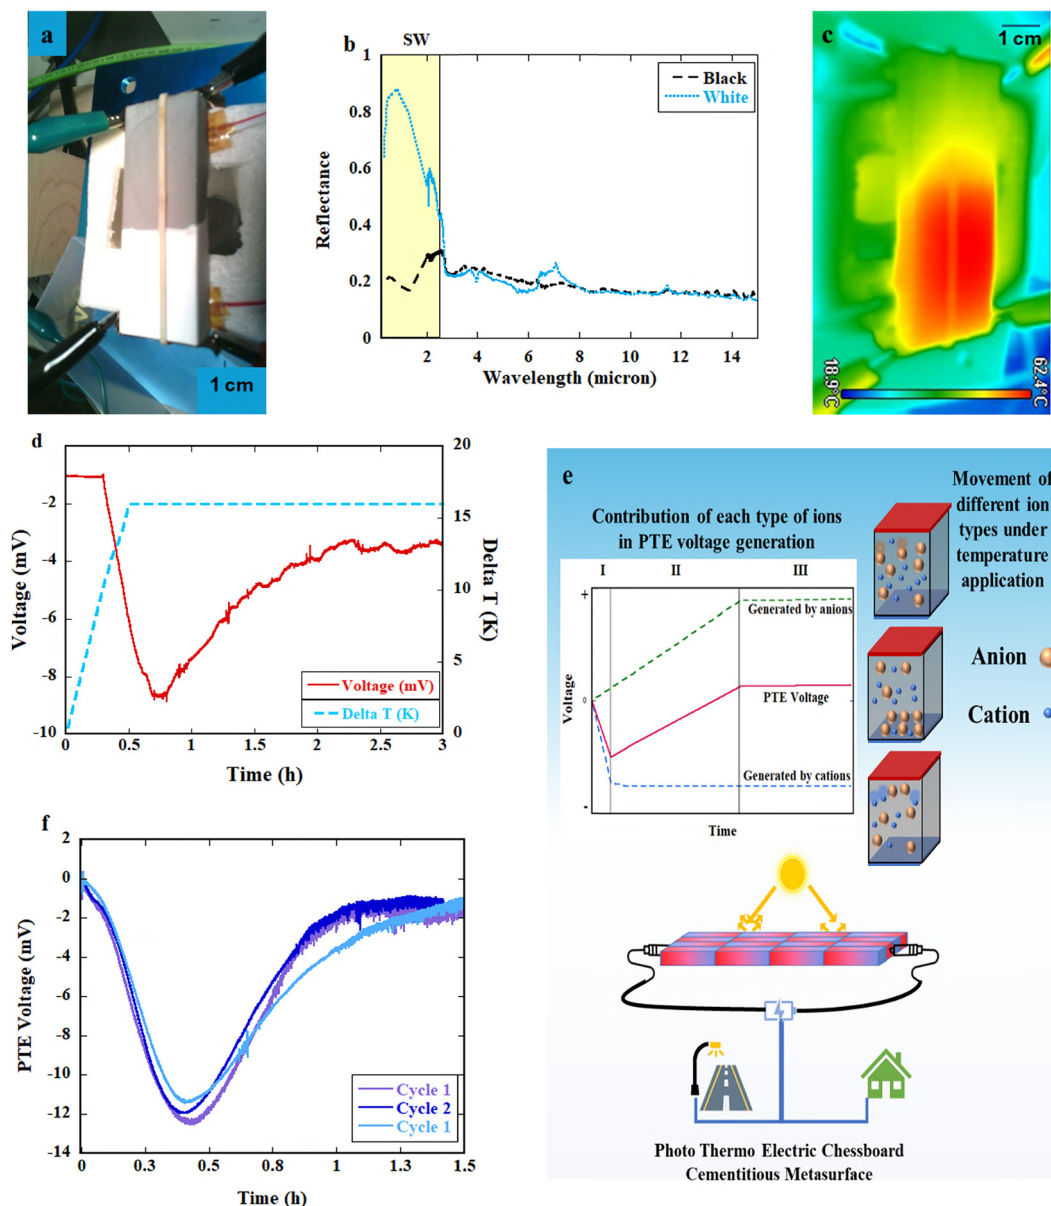 a
1 cm
b
SW
Black
White
1
0.8
0.6
0.4
0.2
0
Reflectance
2
4
6
8
10
12
14
Wavelength (micron)
c
1 cm
18.9°C
62.4°C
d
-2
-4
-6
-8
-10
Voltage (mV)
20
15
10
5
0
Delta T (K)
Voltage (mV)
Delta T (K)
0
0.5
1
1.5
2
2.5
3
Time (h)
e
Contribution of each type of ions
in PTE voltage generation
I
II
III
+
0
-
Voltage
Generated by anions
PTE Voltage
Generated by cations
Time
Movement of
different ion
types under
temperature
application
Anion
Cation
Photo Thermo Electric Chessboard
Cementitious Metasurface
f
2
0
-2
-4
-6
-8
-10
-12
-14
PTE Voltage (mV)
Cycle 1
Cycle 2
Cycle 1
0
0.3
0.5
0.8
1
1.3
1.5
Time (h)